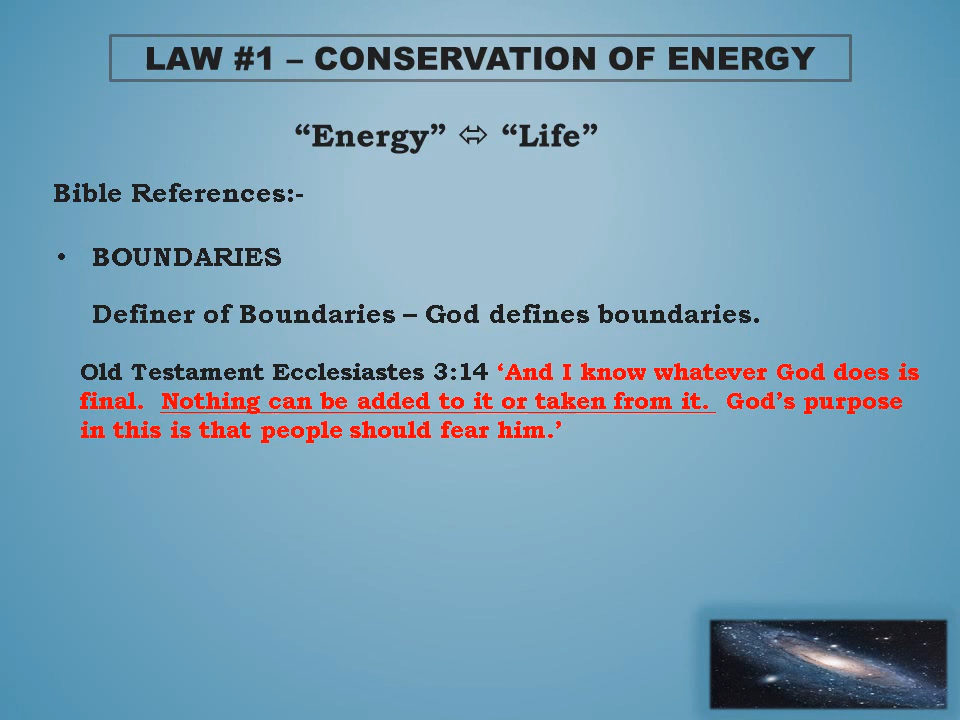 LAW #1 – CONSERVATION OF ENERGY
“Energy” ⬄ “Life”
Bible References:-
• BOUNDARIES
Definer of Boundaries – God defines boundaries.
Old Testament Ecclesiastes 3:14 ‘And I know whatever God does is
final. Nothing can be added to it or taken from it. God’s purpose
in this is that people should fear him.’